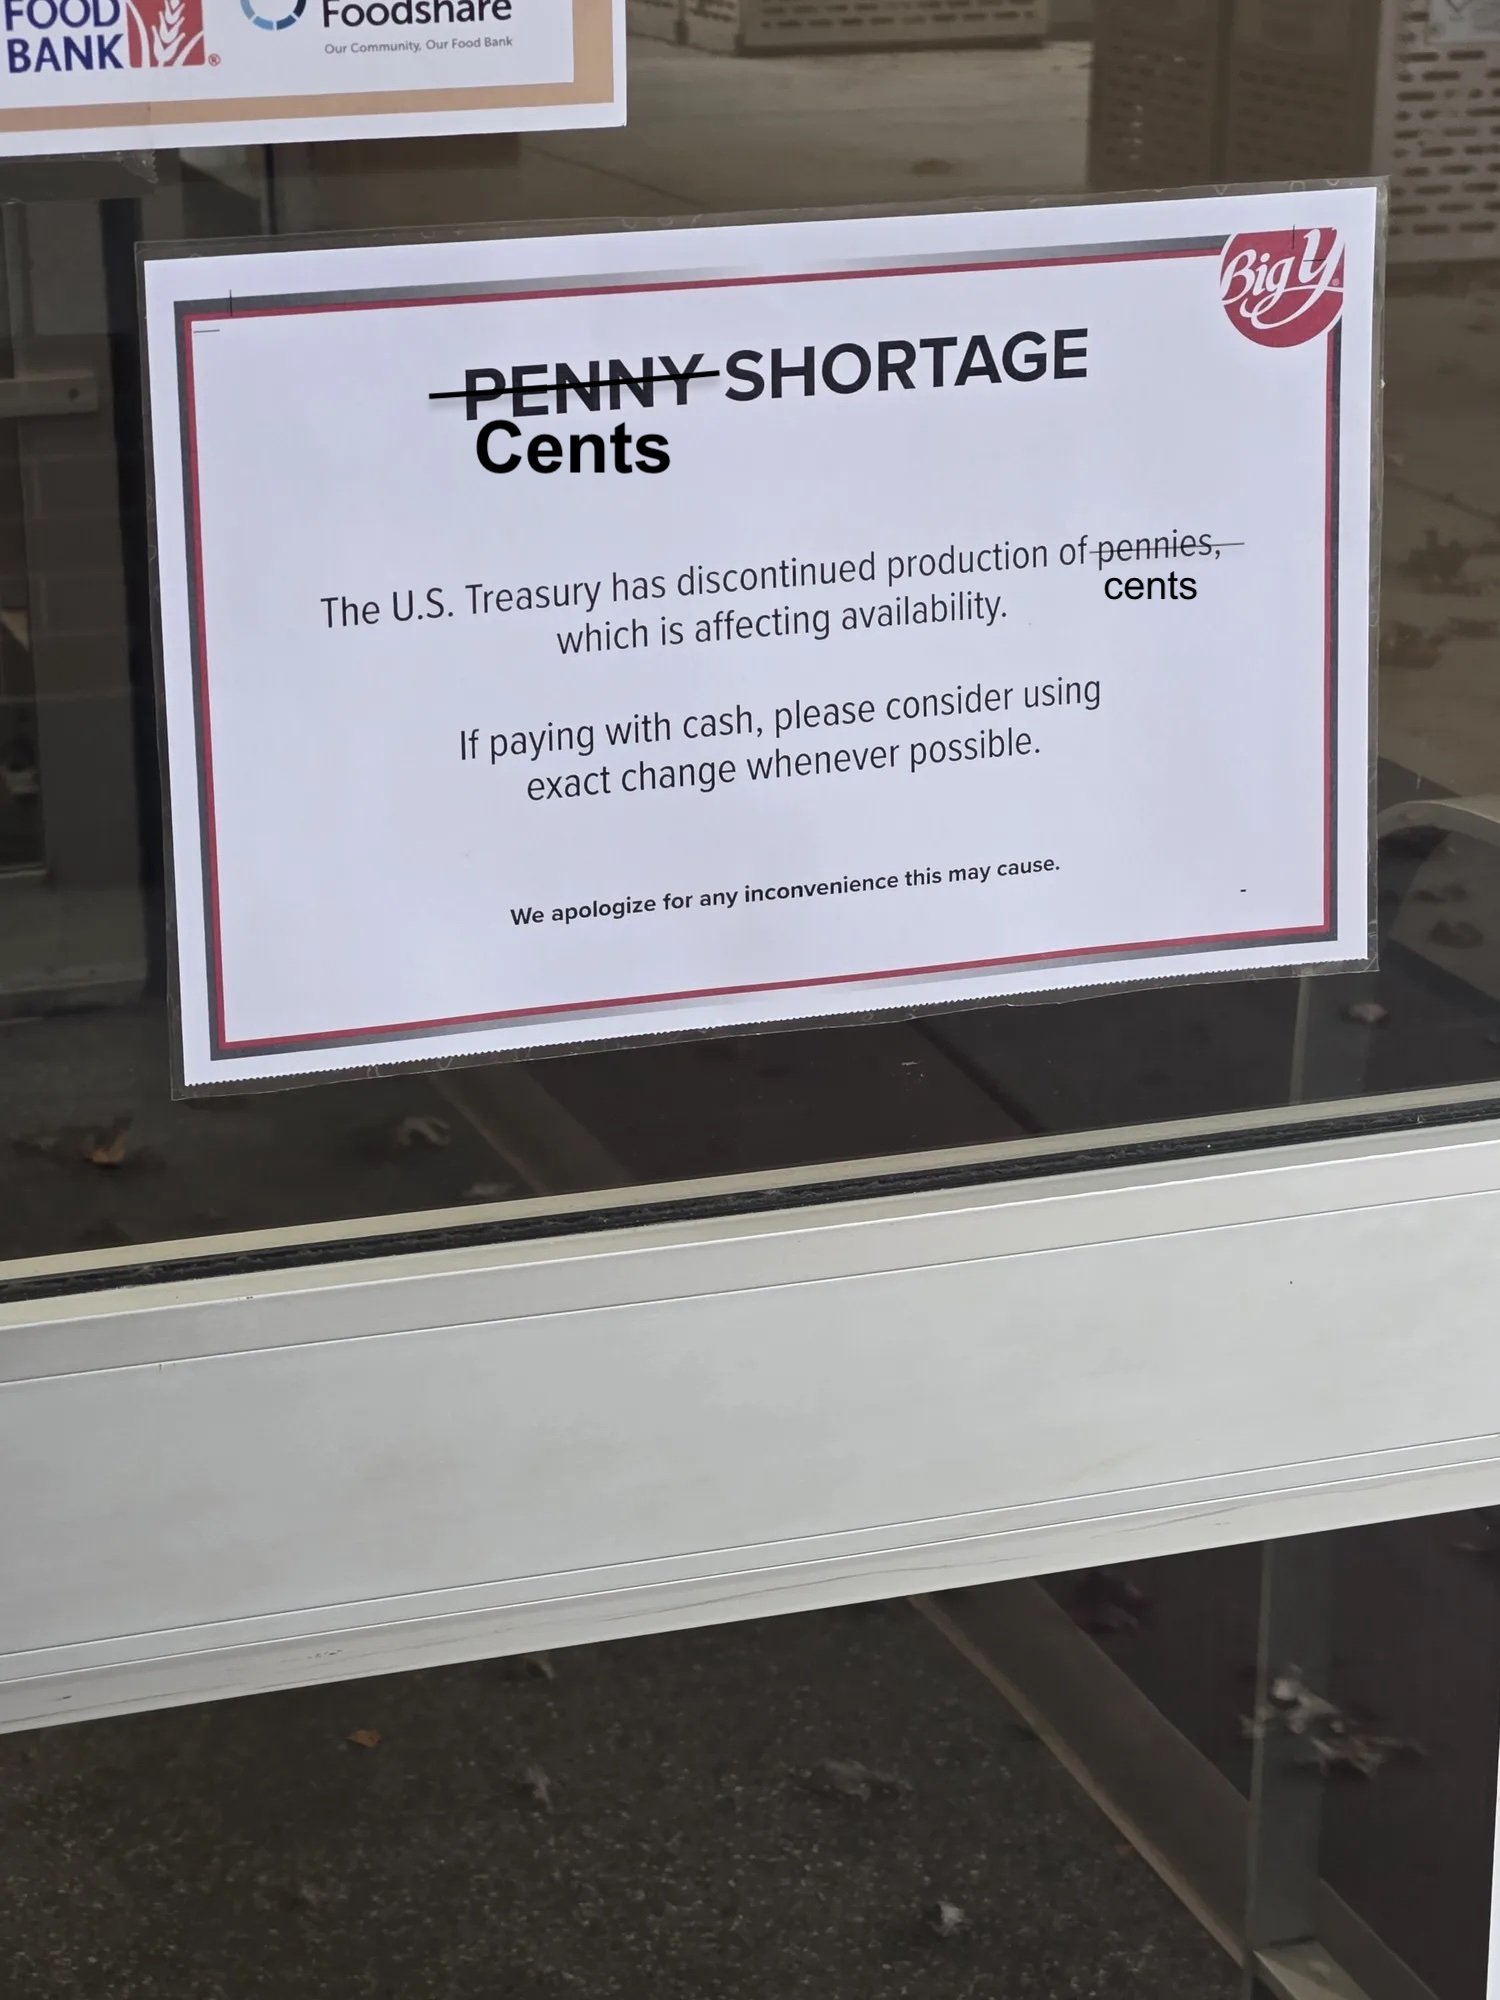 FOOD
BANK
®
Foodshare
Our Community, Our Food Bank
Big Y®
PENNY SHORTAGE
Cents
The U.S. Treasury has discontinued production of pennies,
cents
which is affecting availability.
If paying with cash, please consider using
exact change whenever possible.
We apologize for any inconvenience this may cause.